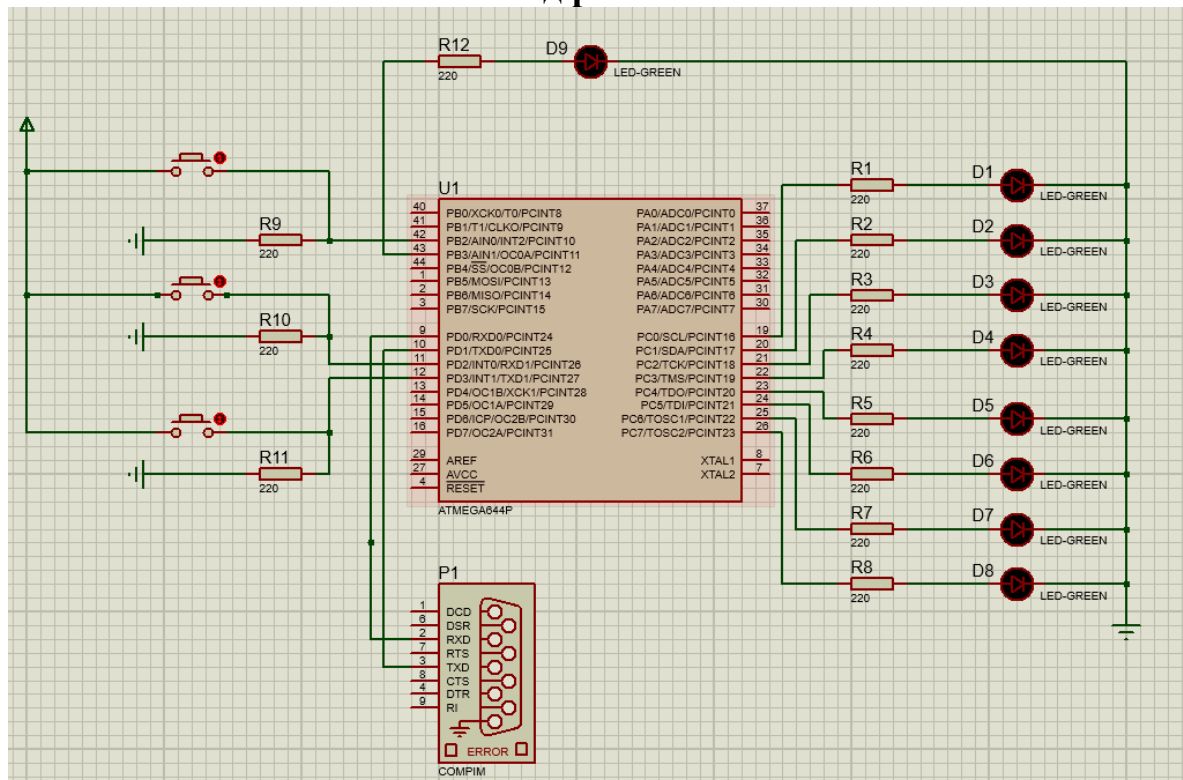 R12
D9
220
LED-GREEN
U1
40 PB0/XCK0/T0/PCINT8
41 PB1/T1/CLKO/PCINT9
42 PB2/AIN0/INT2/PCINT10
43 PB3/AIN1/OC0A/PCINT11
44 PB4/SS/OC0B/PCINT12
1 PB5/MOSI/PCINT13
2 PB6/MISO/PCINT14
3 PB7/SCK/PCINT15
9 PD0/RXD0/PCINT24
10 PD1/TXD0/PCINT25
11 PD2/INT0/RXD1/PCINT26
12 PD3/INT1/TXD1/PCINT27
13 PD4/OC1B/XCK1/PCINT28
14 PD5/OC1A/PCINT29
15 PD6/ICP/OC2B/PCINT30
16 PD7/OC2A/PCINT31
29 AREF
27 AVCC
4 RESET
PA0/ADC0/PCINT0 37
PA1/ADC1/PCINT1 36
PA2/ADC2/PCINT2 35
PA3/ADC3/PCINT3 34
PA4/ADC4/PCINT4 33
PA5/ADC5/PCINT5 32
PA6/ADC6/PCINT6 31
PA7/ADC7/PCINT7 30
PC0/SCL/PCINT16 19
PC1/SDA/PCINT17 20
PC2/TCK/PCINT18 21
PC3/TMS/PCINT19 22
PC4/TDO/PCINT20 23
PC5/TDI/PCINT21 24
PC6/TOSC1/PCINT22 25
PC7/TOSC2/PCINT23 26
XTAL1 8
XTAL2 7
ATMEGA644P
R9
220
R10
220
R11
220
R1
220
D1
LED-GREEN
R2
220
D2
LED-GREEN
R3
220
D3
LED-GREEN
R4
220
D4
LED-GREEN
R5
220
D5
LED-GREEN
R6
220
D6
LED-GREEN
R7
220
D7
LED-GREEN
R8
220
D8
LED-GREEN
P1
1 DCD
6 DSR
2 RXD
7 RTS
3 TXD
8 CTS
4 DTR
9 RI
ERROR
COMPIM